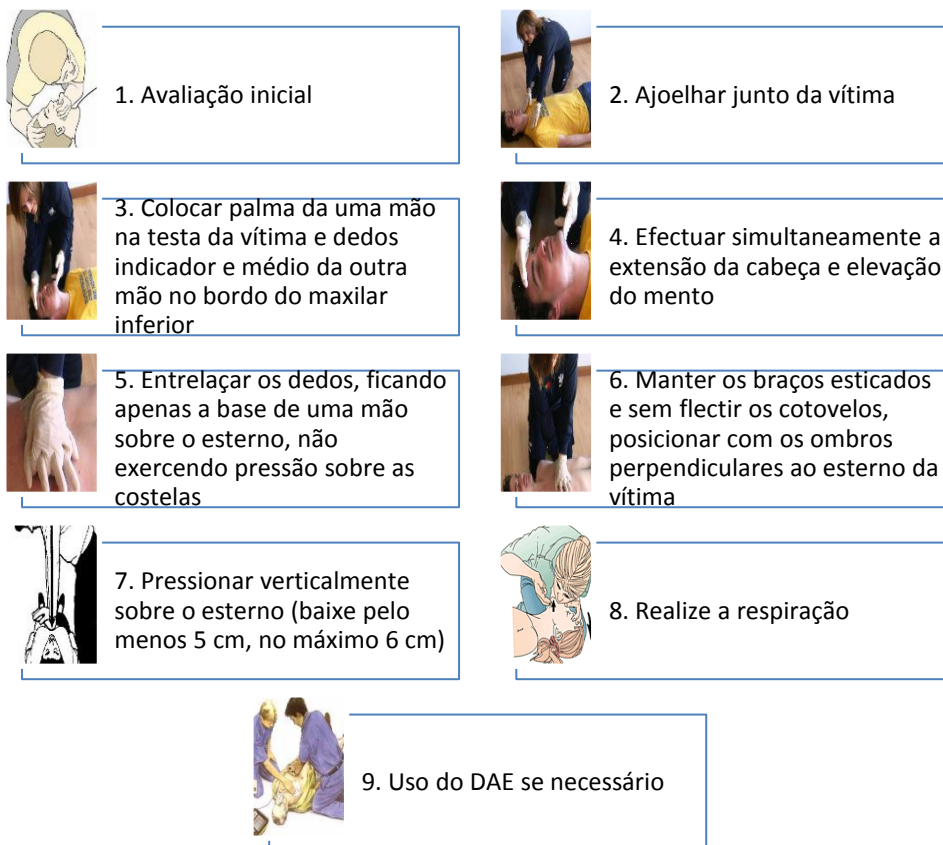 1. Avaliação inicial
2. Ajoelhar junto da vítima
3. Colocar palma da uma mão
na testa da vítima e dedos
indicador e médio da outra
mão no bordo do maxilar
inferior
4. Efectuar simultaneamente a
extensão da cabeça e elevação
do mento
5. Entrelaçar os dedos, ficando
apenas a base de uma mão
sobre o esterno, não
exercendo pressão sobre as
costelas
6. Manter os braços esticados
e sem flectir os cotovelos,
posicionar com os ombros
perpendiculares ao esterno da
vítima
7. Pressionar verticalmente
sobre o esterno (baixe pelo
menos 5 cm, no máximo 6 cm)
8. Realize a respiração
9. Uso do DAE se necessário